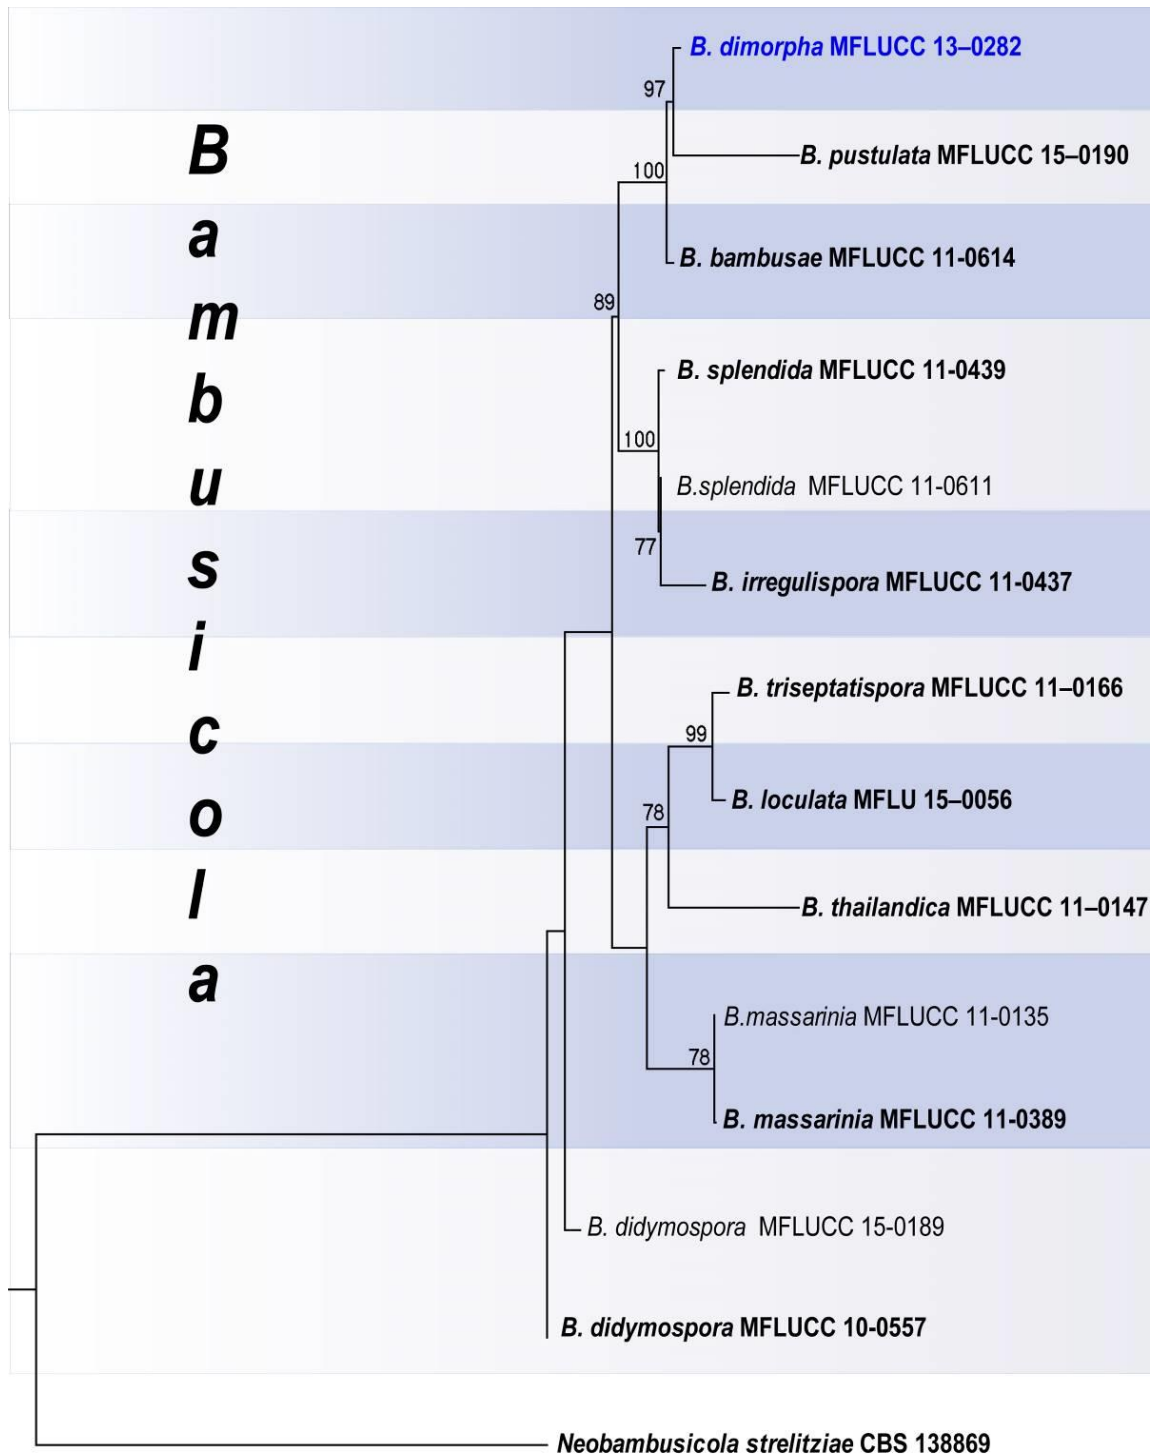 B. dimorpha MFLUCC 13–0282
97
B. pustulata MFLUCC 15–0190
100
B. bambusae MFLUCC 11-0614
89
B. splendida MFLUCC 11-0439
100
B.splendida MFLUCC 11-0611
77
B. irregulispora MFLUCC 11-0437
B. triseptatispora MFLUCC 11–0166
99
B. loculata MFLU 15–0056
78
B. thailandica MFLUCC 11–0147
B.massarinia MFLUCC 11-0135
78
B. massarinia MFLUCC 11-0389
B. didymospora MFLUCC 15-0189
B. didymospora MFLUCC 10-0557
Neobambusicola strelitziae CBS 138869
B
a
m
b
u
s
i
c
o
l
a